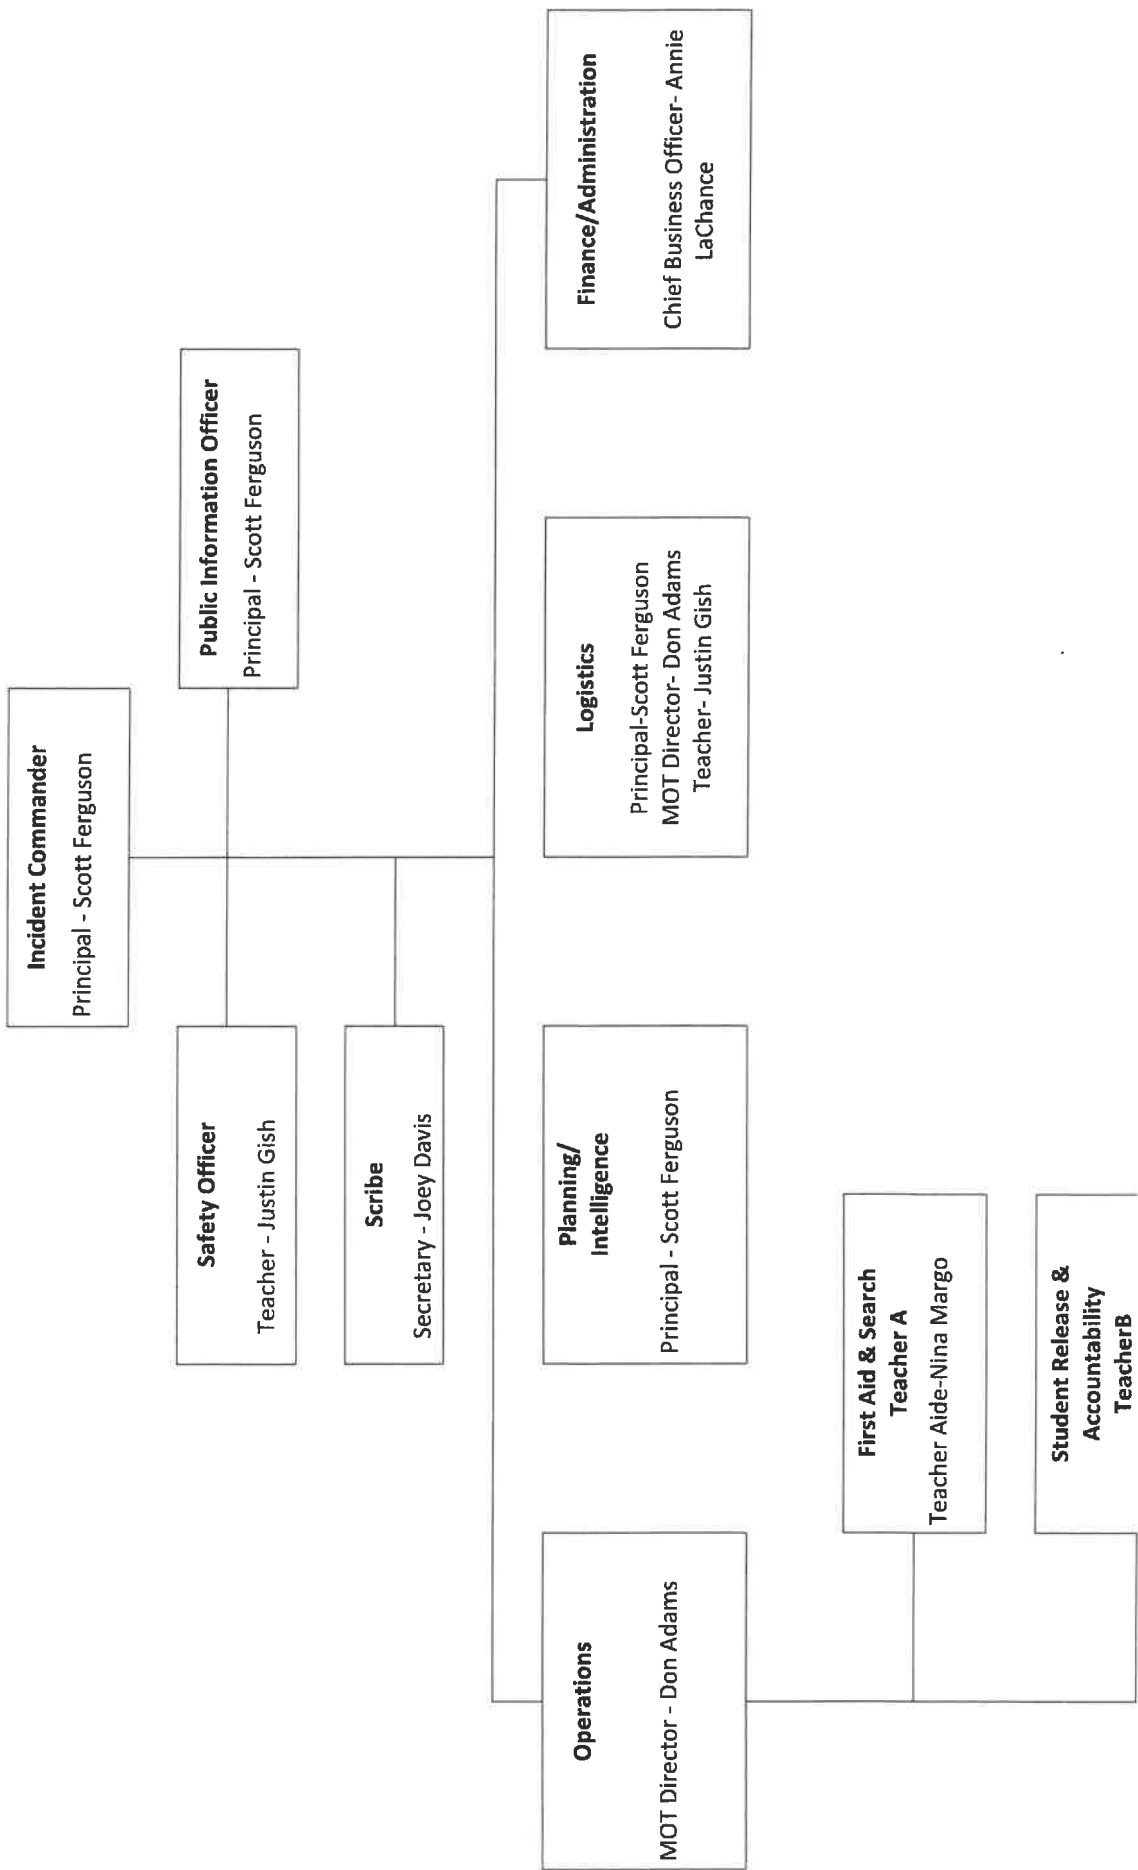 Incident Commander
Principal - Scott Ferguson
Public Information Officer
Principal - Scott Ferguson
Safety Officer
Teacher - Justin Gish
Scribe
Secretary - Joey Davis
Operations
MOT Director - Don Adams
Planning/
Intelligence
Principal - Scott Ferguson
Logistics
Principal-Scott Ferguson
MOT Director- Don Adams
Teacher- Justin Gish
Finance/Administration
Chief Business Officer- Annie
LaChance
First Aid & Search
Teacher A
Teacher Aide-Nina Margo
Student Release &
Accountability
TeacherB